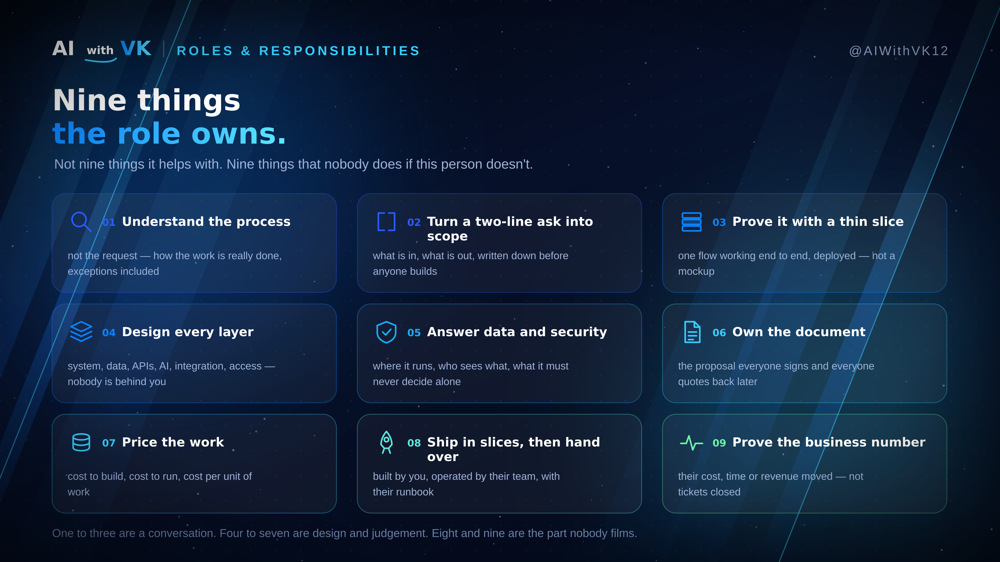 AI with VK | ROLES & RESPONSIBILITIES
@AIWithVK12
Nine things
the role owns.
Not nine things it helps with. Nine things that nobody does if this person doesn't.
01 Understand the process
not the request — how the work is really done,
exceptions included
02 Turn a two-line ask into
scope
what is in, what is out, written down before
anyone builds
03 Prove it with a thin slice
one flow working end to end, deployed — not a
mockup
04 Design every layer
system, data, APIs, AI, integration, access —
nobody is behind you
05 Answer data and security
where it runs, who sees what, what it must
never decide alone
06 Own the document
the proposal everyone signs and everyone
quotes back later
07 Price the work
cost to build, cost to run, cost per unit of
work
08 Ship in slices, then hand
over
built by you, operated by their team, with
their runbook
09 Prove the business number
their cost, time or revenue moved — not
tickets closed
One to three are a conversation. Four to seven are design and judgement. Eight and nine are the part nobody films.